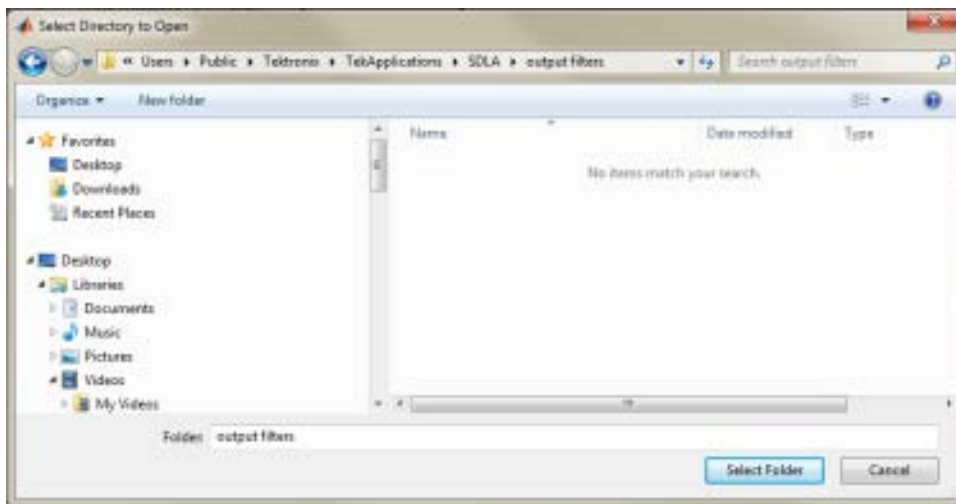 Select Directory to Open
« Users ▸ Public ▸ Tektronix ▸ TekApplications ▸ SDLA ▸ output filters
Search output filters
Organize
New folder
Favorites
Desktop
Downloads
Recent Places
Desktop
Libraries
Documents
Music
Pictures
Videos
My Videos
Name
Date modified
Type
No items match your search.
Folder: output filters
Select Folder
Cancel